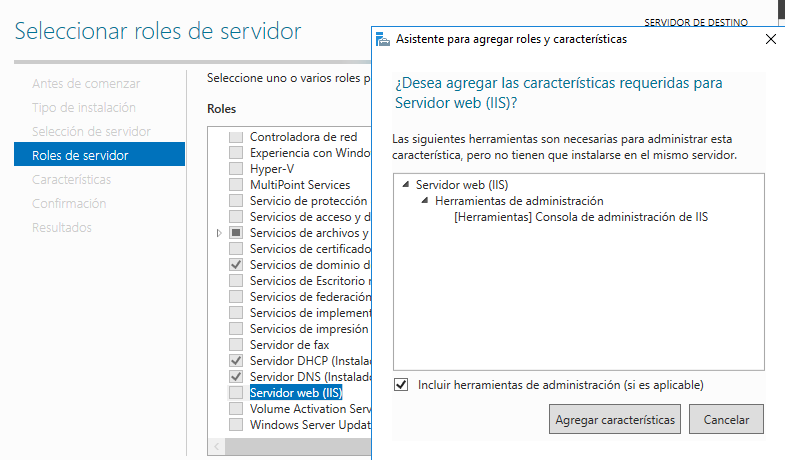 Seleccionar roles de servidor
SERVIDOR DE DESTINO
Antes de comenzar
Tipo de instalación
Selección de servidor
Roles de servidor
Características
Confirmación
Resultados
Seleccione uno o varios roles p
Roles
Controladora de red
Experiencia con Windo
Hyper-V
MultiPoint Services
Servicio de protección
Servicios de acceso y d
Servicios de archivos y
Servicios de certificado
Servicios de dominio d
Servicios de Escritorio r
Servicios de federación
Servicios de implement
Servicios de impresión
Servidor de fax
Servidor DHCP (Instalad
Servidor DNS (Instalado
Servidor web (IIS)
Volume Activation Serv
Windows Server Updat
Asistente para agregar roles y características
¿Desea agregar las características requeridas para
Servidor web (IIS)?
Las siguientes herramientas son necesarias para administrar esta
característica, pero no tienen que instalarse en el mismo servidor.
Servidor web (IIS)
Herramientas de administración
[Herramientas] Consola de administración de IIS
Incluir herramientas de administración (si es aplicable)
Agregar características
Cancelar